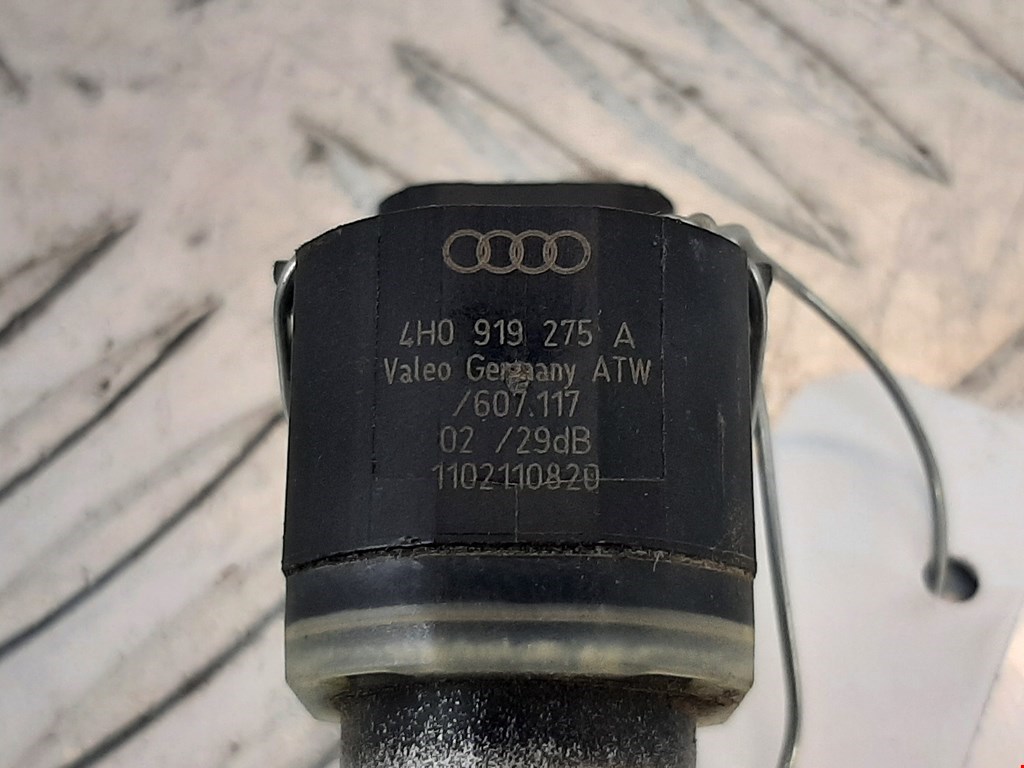 4H0 919 275 A
Valeo Germany ATW
/607.117
02 /29dB
1102110820